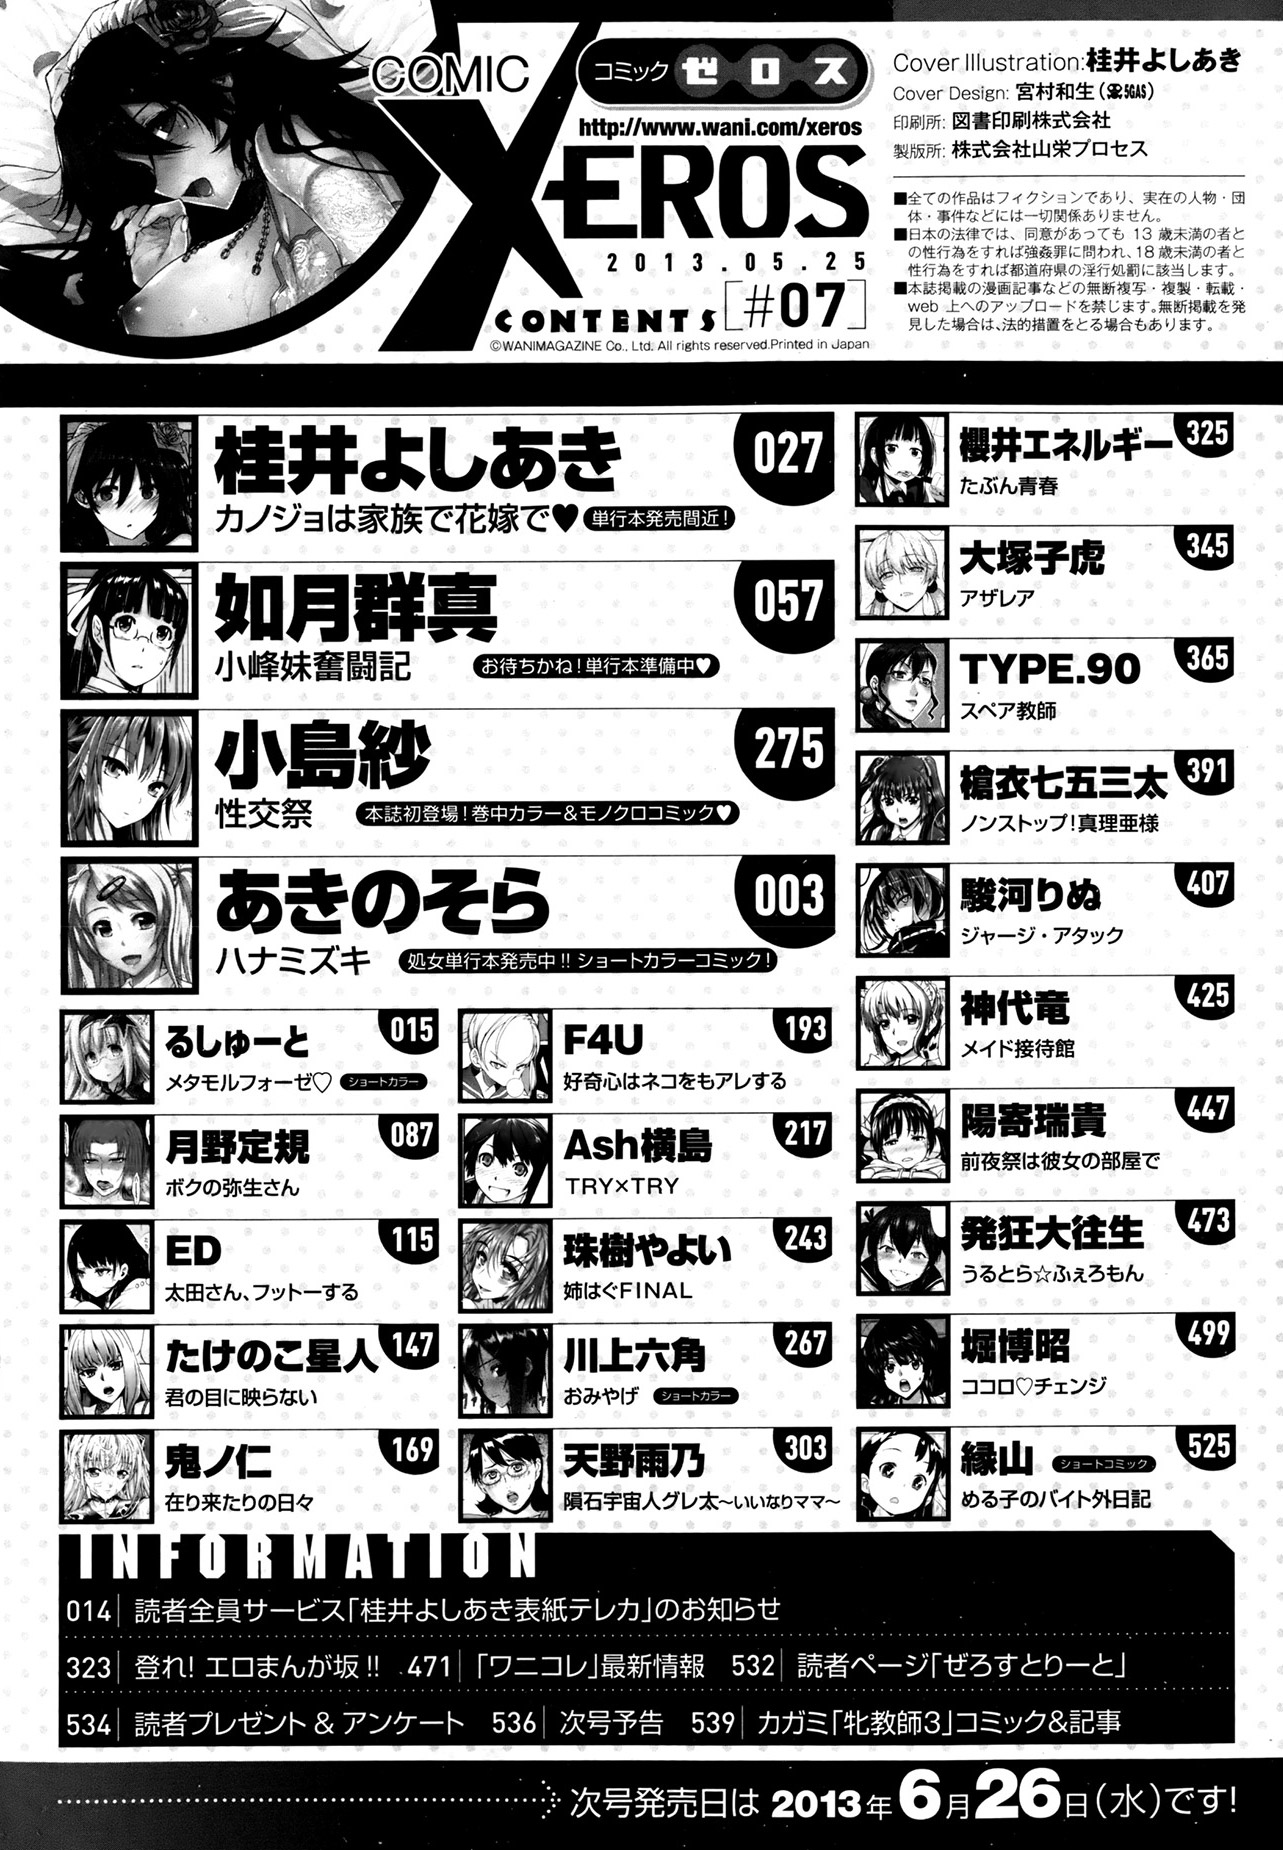 COMIC
コミック ゼロス
http://www.wani.com/xeros
XEROS
2013.05.25
CONTENTS [#07]
©WANIMAGAZINE Co., Ltd. All rights reserved.Printed in Japan
Cover Illustration:桂井よしあき
Cover Design: 宮村和生(5GAS)
印刷所: 図書印刷株式会社
製版所: 株式会社山栄プロセス
■全ての作品はフィクションであり、実在の人物・団
体・事件などには一切関係ありません。
■日本の法律では、同意があっても 13 歳未満の者と
の性行為をすれば強姦罪に問われ、18 歳未満の者と
性行為をすれば都道府県の淫行処罰に該当します。
■本誌掲載の漫画記事などの無断複写・複製・転載・
web 上へのアップロードを禁じます。無断掲載を発
見した場合は、法的措置をとる場合もあります。
桂井よしあき 027
カノジョは家族で花嫁で♥ 単行本発売間近!
如月群真 057
小峰妹奮闘記 お待ちかね!単行本準備中♥
小島紗 275
性交祭 本誌初登場!巻中カラー&モノクロコミック♥
あきのそら 003
ハナミズキ 処女単行本発売中!!ショートカラーコミック!
るしゅーと 015
メタモルフォーゼ♡ ショートカラー
月野定規 087
ボクの弥生さん
ED 115
太田さん、フットーする
たけのこ星人 147
君の目に映らない
鬼ノ仁 169
在り来たりの日々
F4U 193
好奇心はネコをもアレする
Ash横島 217
TRY×TRY
珠樹やよい 243
姉はぐFINAL
川上六角 267
おみやげ ショートカラー
天野雨乃 303
隕石宇宙人グレ太〜いいなりママ〜
櫻井エネルギー 325
たぶん青春
大塚子虎 345
アザレア
TYPE.90 365
スペア教師
槍衣七五三太 391
ノンストップ!真理亜様
駿河りぬ 407
ジャージ・アタック
神代竜 425
メイド接待館
陽寄瑞貴 447
前夜祭は彼女の部屋で
発狂大往生 473
うるとら☆ふぇろもん
堀博昭 499
ココロ♡チェンジ
縁山 ショートコミック 525
める子のバイト外日記
INFORMATION
014 読者全員サービス「桂井よしあき表紙テレカ」のお知らせ
323 登れ! エロまんが坂!! 471 「ワニコレ」最新情報 532 読者ページ「ぜろすとりーと」
534 読者プレゼント & アンケート 536 次号予告 539 カガミ「牝教師3」コミック&記事
次号発売日は 2013年6月26日(水)です!